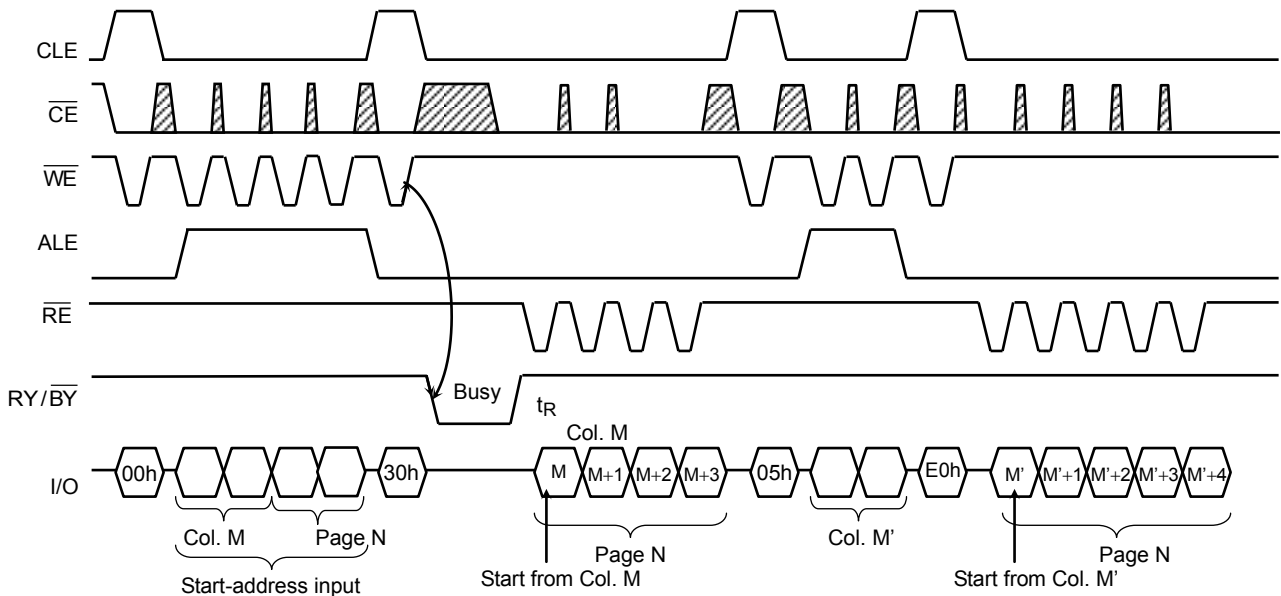 CLE
CE
WE
ALE
RE
RY/BY
Busy
tR
Col. M
I/O
00h
30h
M
M+1
M+2
M+3
05h
E0h
M'
M'+1
M'+2
M'+3
M'+4
Col. M
Page N
Start-address input
Page N
Start from Col. M
Col. M'
Page N
Start from Col. M'